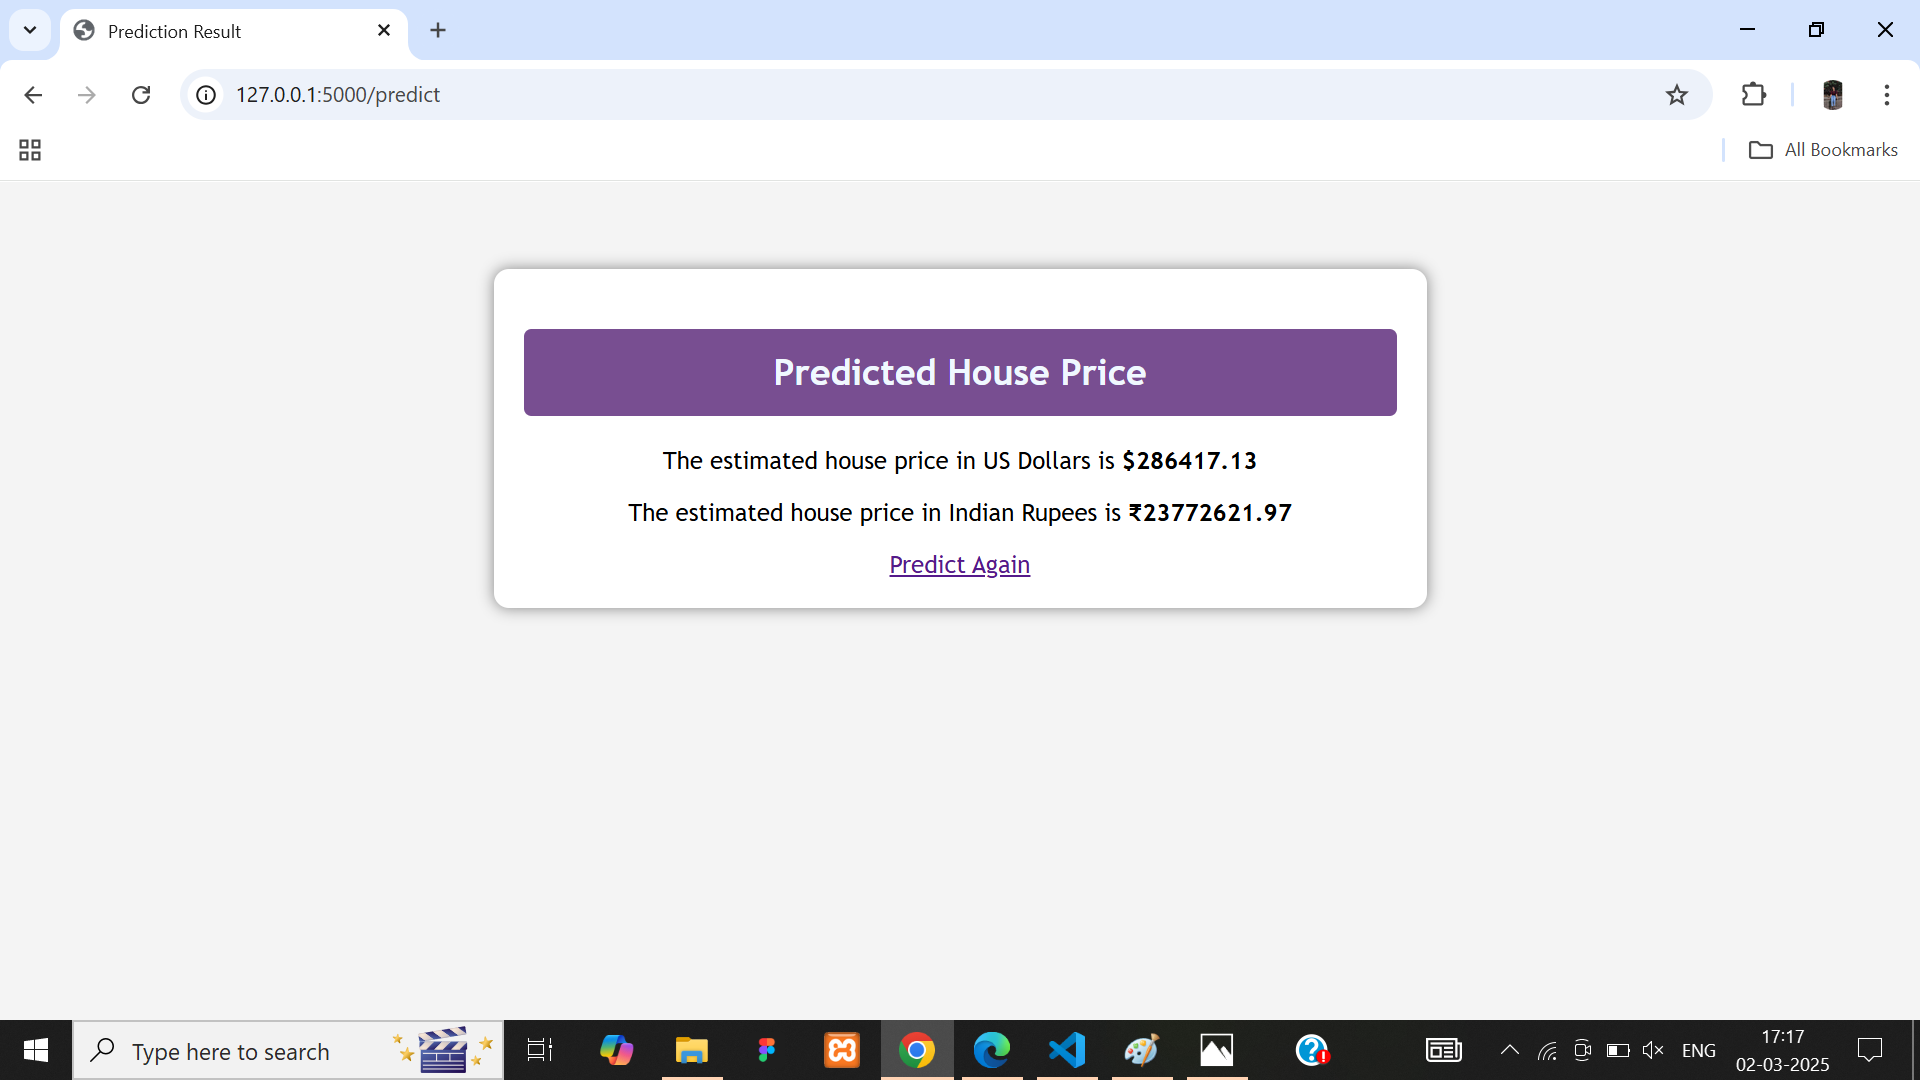 Prediction Result
127.0.0.1:5000/predict
All Bookmarks
Predicted House Price
The estimated house price in US Dollars is $286417.13
The estimated house price in Indian Rupees is ₹23772621.97
Predict Again
Type here to search
ENG
17:17
02-03-2025